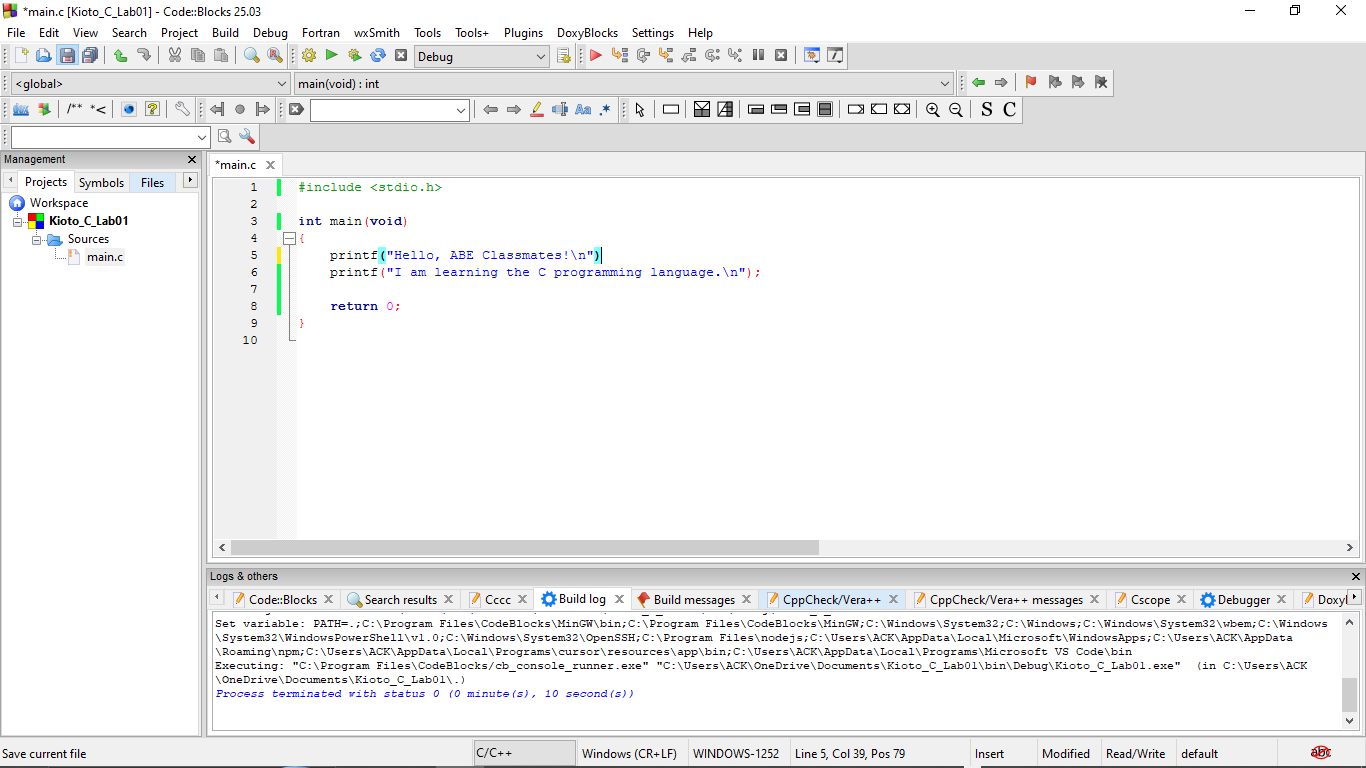 *main.c [Kioto_C_Lab01] - Code::Blocks 25.03
File Edit View Search Project Build Debug Fortran wxSmith Tools Tools+ Plugins DoxyBlocks Settings Help
Debug
<global> main(void) : int
/** *< Aa .* S C
Management
*main.c
Projects Symbols Files
Workspace
Kioto_C_Lab01
Sources
main.c
1 #include <stdio.h>
2
3 int main(void)
4 {
5 printf("Hello, ABE Classmates!\n")
6 printf("I am learning the C programming language.\n");
7
8 return 0;
9 }
10
Logs & others
Code::Blocks Search results Cccc Build log Build messages CppCheck/Vera++ CppCheck/Vera++ messages Cscope Debugger Doxyl
Set variable: PATH=.;C:\Program Files\CodeBlocks\MinGW\bin;C:\Program Files\CodeBlocks\MinGW;C:\Windows\System32;C:\Windows;C:\Windows\System32\wbem;C:\Windows
\System32\WindowsPowerShell\v1.0;C:\Windows\System32\OpenSSH;C:\Program Files\nodejs;C:\Users\ACK\AppData\Local\Microsoft\WindowsApps;C:\Users\ACK\AppData
\Roaming\npm;C:\Users\ACK\AppData\Local\Programs\cursor\resources\app\bin;C:\Users\ACK\AppData\Local\Programs\Microsoft VS Code\bin
Executing: "C:\Program Files\CodeBlocks/cb_console_runner.exe" "C:\Users\ACK\OneDrive\Documents\Kioto_C_Lab01\bin\Debug\Kioto_C_Lab01.exe" (in C:\Users\ACK
\OneDrive\Documents\Kioto_C_Lab01\.)
Process terminated with status 0 (0 minute(s), 10 second(s))
Save current file C/C++ Windows (CR+LF) WINDOWS-1252 Line 5, Col 39, Pos 79 Insert Modified Read/Write default abc